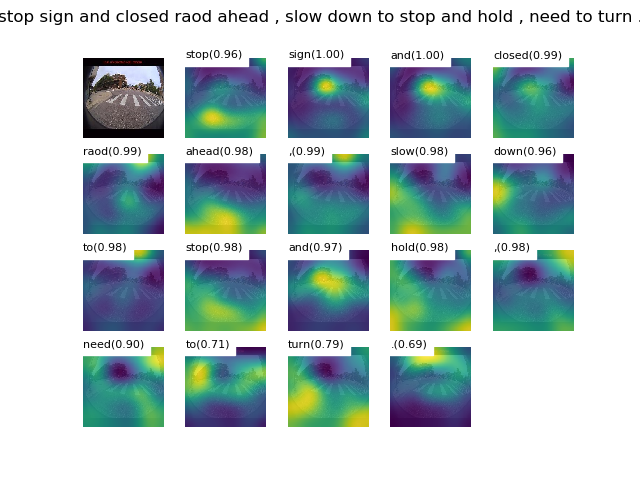 stop sign and closed raod ahead , slow down to stop and hold , need to turn .
stop(0.96) sign(1.00) and(1.00) closed(0.99)
raod(0.99) ahead(0.98) ,(0.99) slow(0.98) down(0.96)
to(0.98) stop(0.98) and(0.97) hold(0.98) ,(0.98)
need(0.90) to(0.71) turn(0.79) .(0.69)